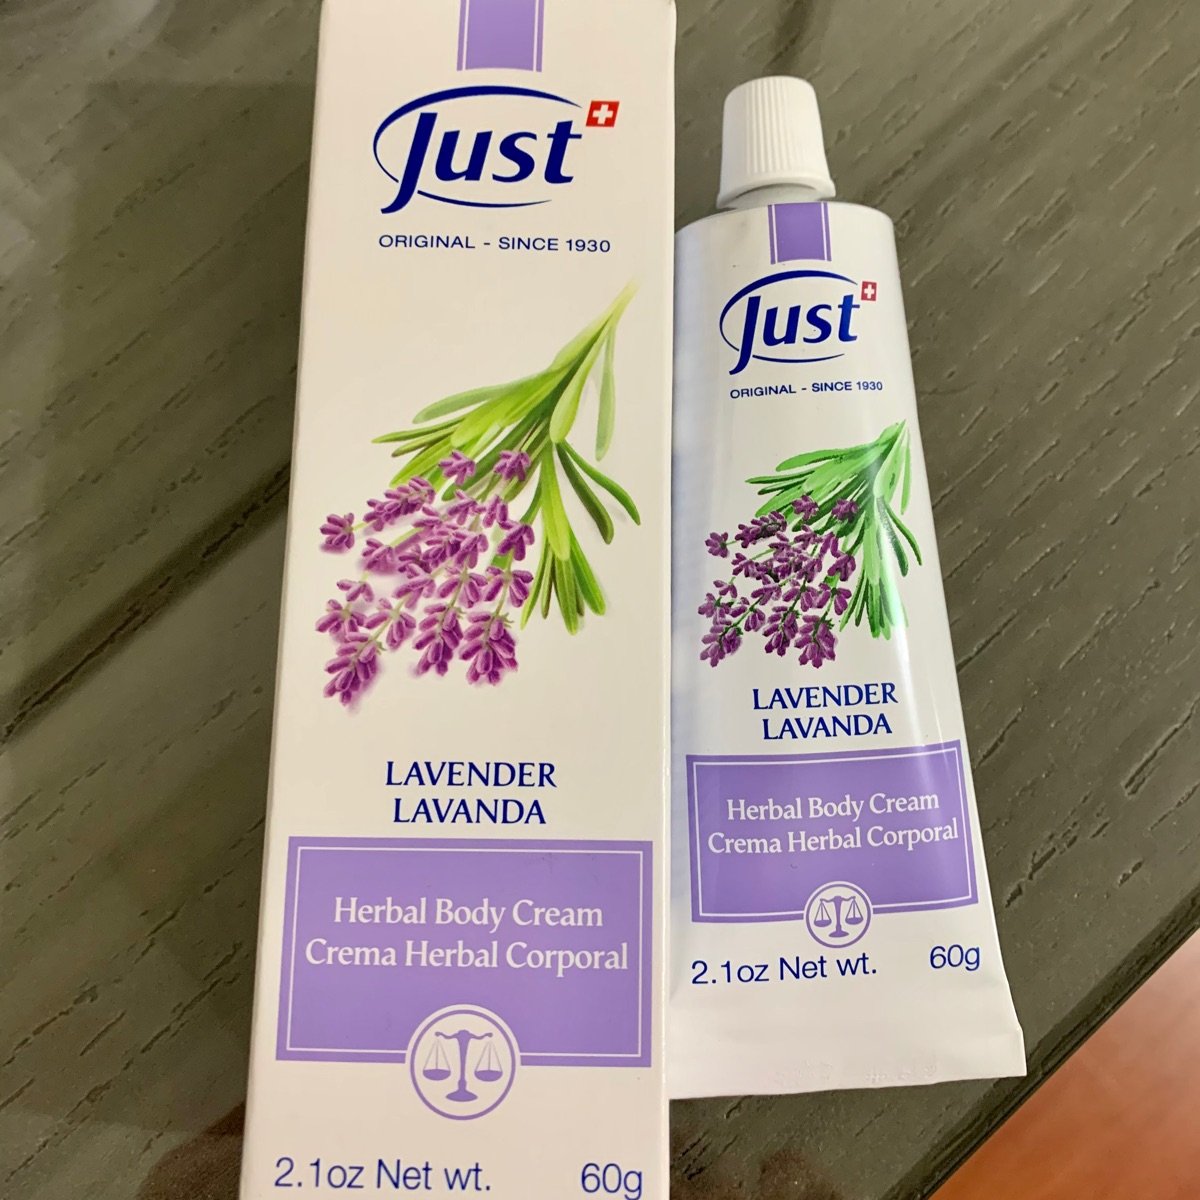 Just
ORIGINAL - SINCE 1930
LAVENDER
LAVANDA
Herbal Body Cream
Crema Herbal Corporal
2.1oz Net wt. 60g
Just
ORIGINAL - SINCE 1930
LAVENDER
LAVANDA
Herbal Body Cream
Crema Herbal Corporal
2.1oz Net wt. 60g